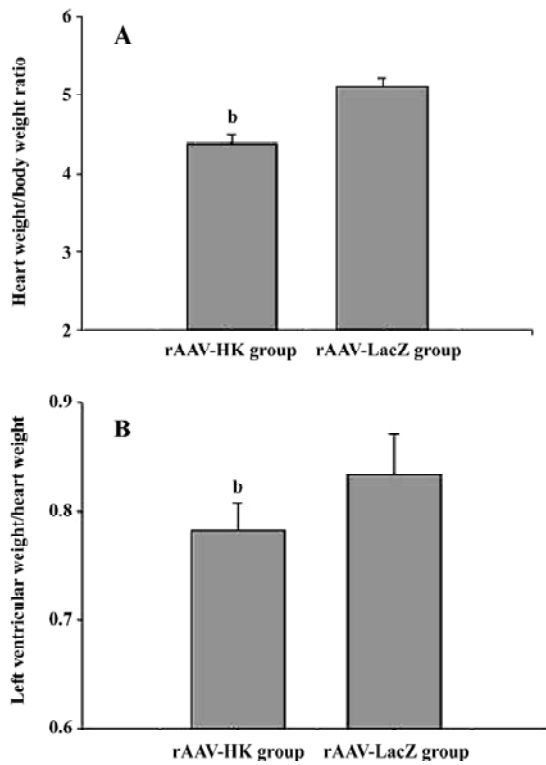 A
6
5
4
3
2
Heart weight/body weight ratio
b
rAAV-HK group
rAAV-LacZ group
B
0.9
0.8
0.7
0.6
Left ventricular weight/heart weight
b
rAAV-HK group
rAAV-LacZ group